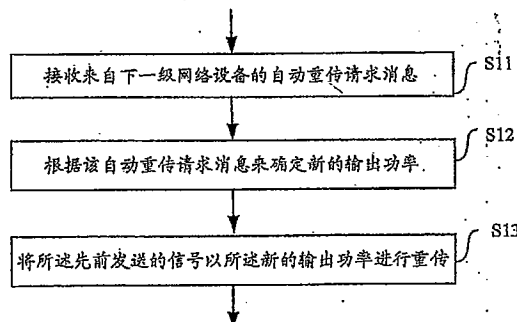 接收来自下一级网络设备的自动重传请求消息
S11
根据该自动重传请求消息来确定新的输出功率
S12
将所述先前发送的信号以所述新的输出功率进行重传
S13